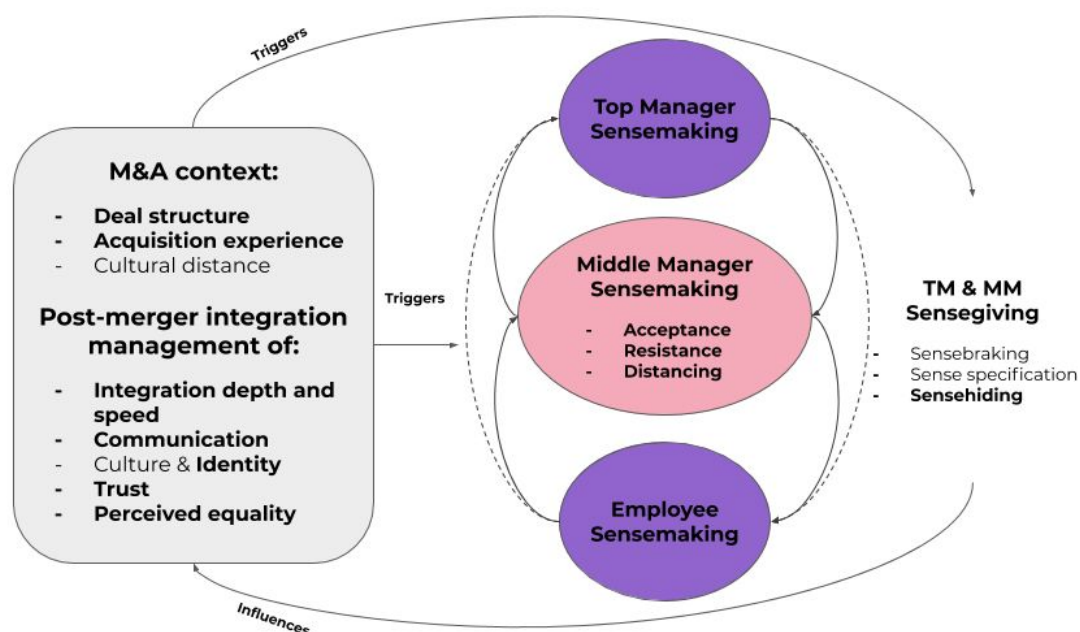 Triggers
Top Manager
Sensemaking
M&A context:
- Deal structure
- Acquisition experience
- Cultural distance
Post-merger integration
management of:
- Integration depth and
speed
- Communication
- Culture & Identity
- Trust
- Perceived equality
Triggers
Middle Manager
Sensemaking
- Acceptance
- Resistance
- Distancing
TM & MM
Sensegiving
- Sensebraking
- Sense specification
- Sensehiding
Employee
Sensemaking
Influences